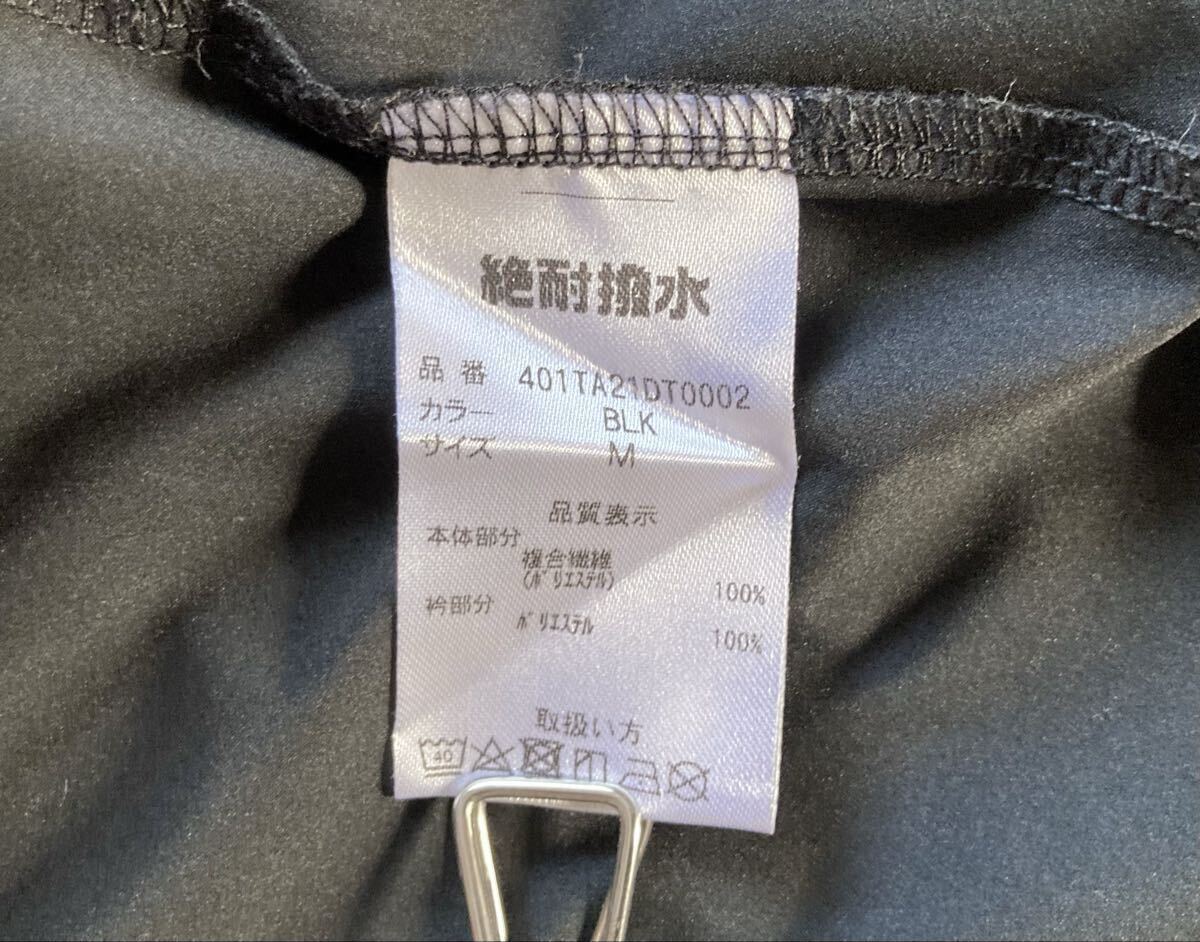 絶耐撥水
品番 401TA21DT0002
カラー BLK
サイズ M
品質表示
本体部分
複合繊維
(ﾎﾟﾘｴｽﾃﾙ) 100%
衿部分
ﾎﾟﾘｴｽﾃﾙ 100%
取扱い方
40